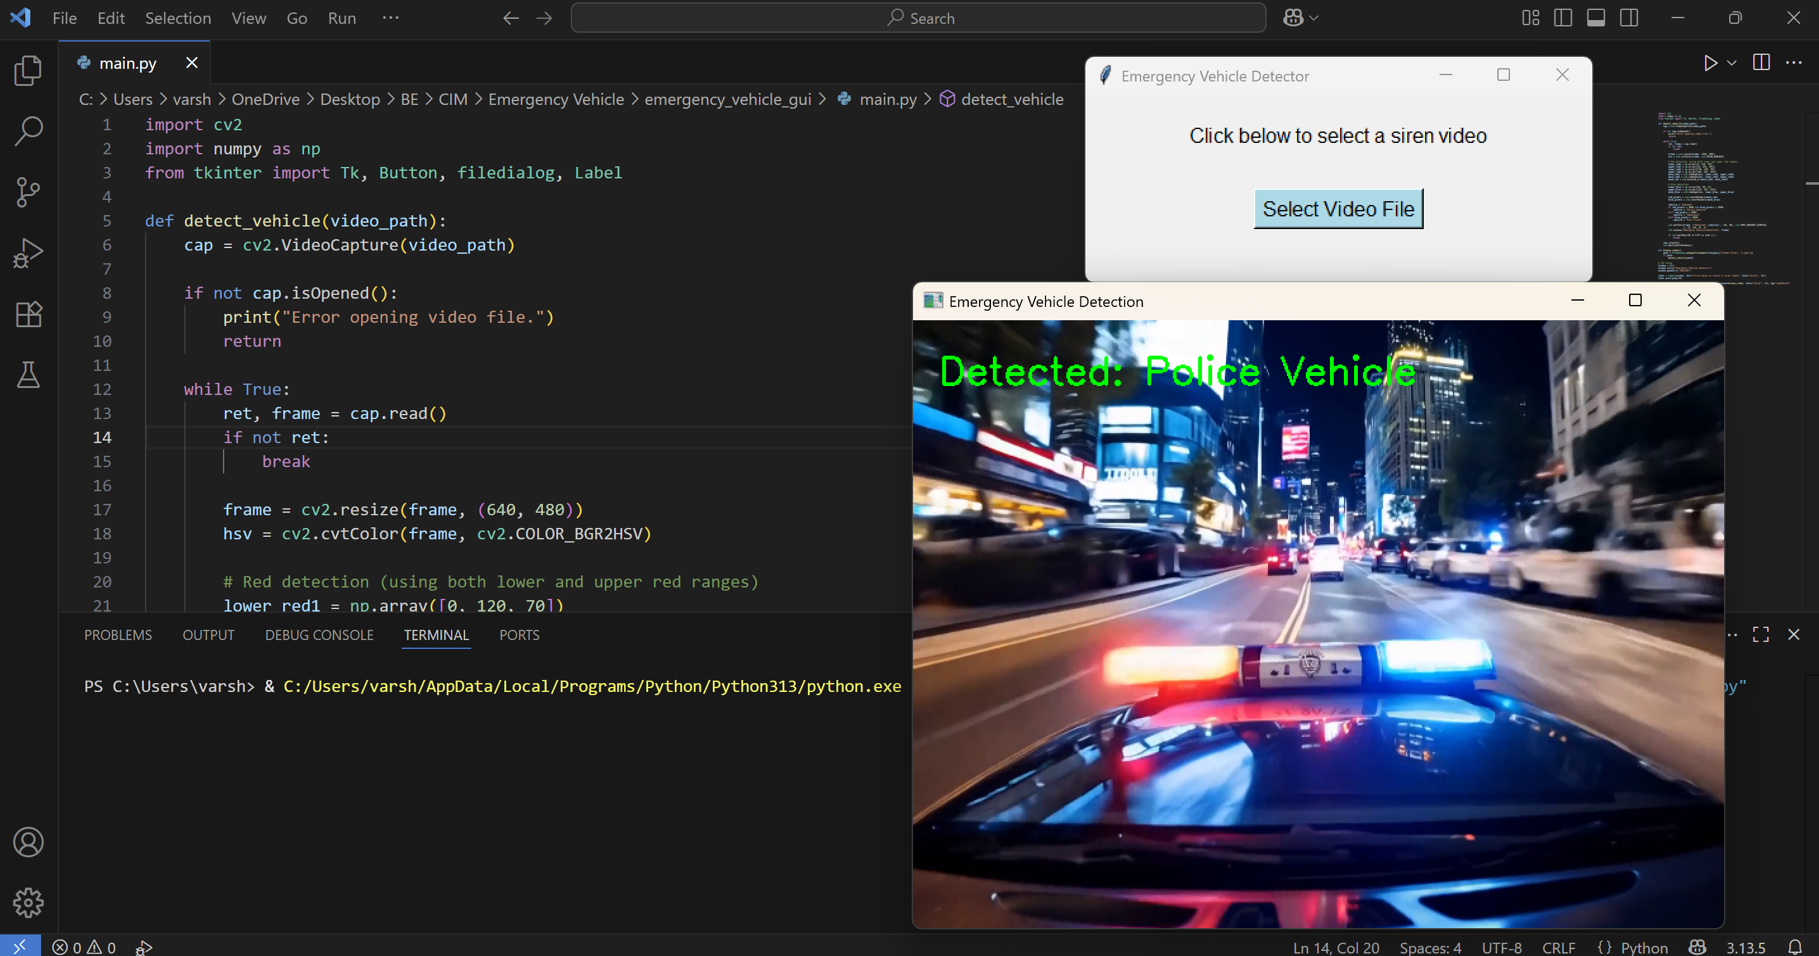 File Edit Selection View Go Run ···
Search
main.py
C: > Users > varsh > OneDrive > Desktop > BE > CIM > Emergency Vehicle > emergency_vehicle_gui > main.py > detect_vehicle
1 import cv2
2 import numpy as np
3 from tkinter import Tk, Button, filedialog, Label
4
5 def detect_vehicle(video_path):
6 cap = cv2.VideoCapture(video_path)
7
8 if not cap.isOpened():
9 print("Error opening video file.")
10 return
11
12 while True:
13 ret, frame = cap.read()
14 if not ret:
15 break
16
17 frame = cv2.resize(frame, (640, 480))
18 hsv = cv2.cvtColor(frame, cv2.COLOR_BGR2HSV)
19
20 # Red detection (using both lower and upper red ranges)
21 lower_red1 = np.array([0, 120, 70])
Emergency Vehicle Detector
Click below to select a siren video
Select Video File
Emergency Vehicle Detection
Detected: Police Vehicle
PROBLEMS OUTPUT DEBUG CONSOLE TERMINAL PORTS
PS C:\Users\varsh> & C:/Users/varsh/AppData/Local/Programs/Python/Python313/python.exe
py"
0 0
Ln 14, Col 20 Spaces: 4 UTF-8 CRLF {} Python 3.13.5